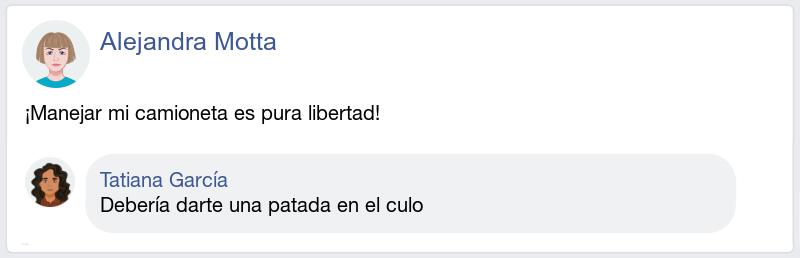 Alejandra Motta
¡Manejar mi camioneta es pura libertad!
Tatiana García
Debería darte una patada en el culo